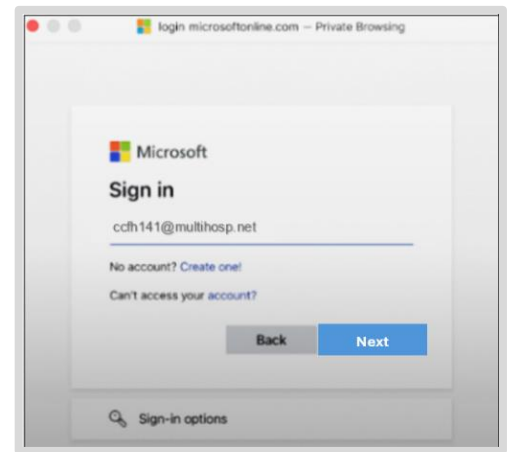 login microsoftonline.com — Private Browsing
Microsoft
Sign in
ccfh141@multihosp.net
No account? Create one!
Can't access your account?
Back Next
Sign-in options